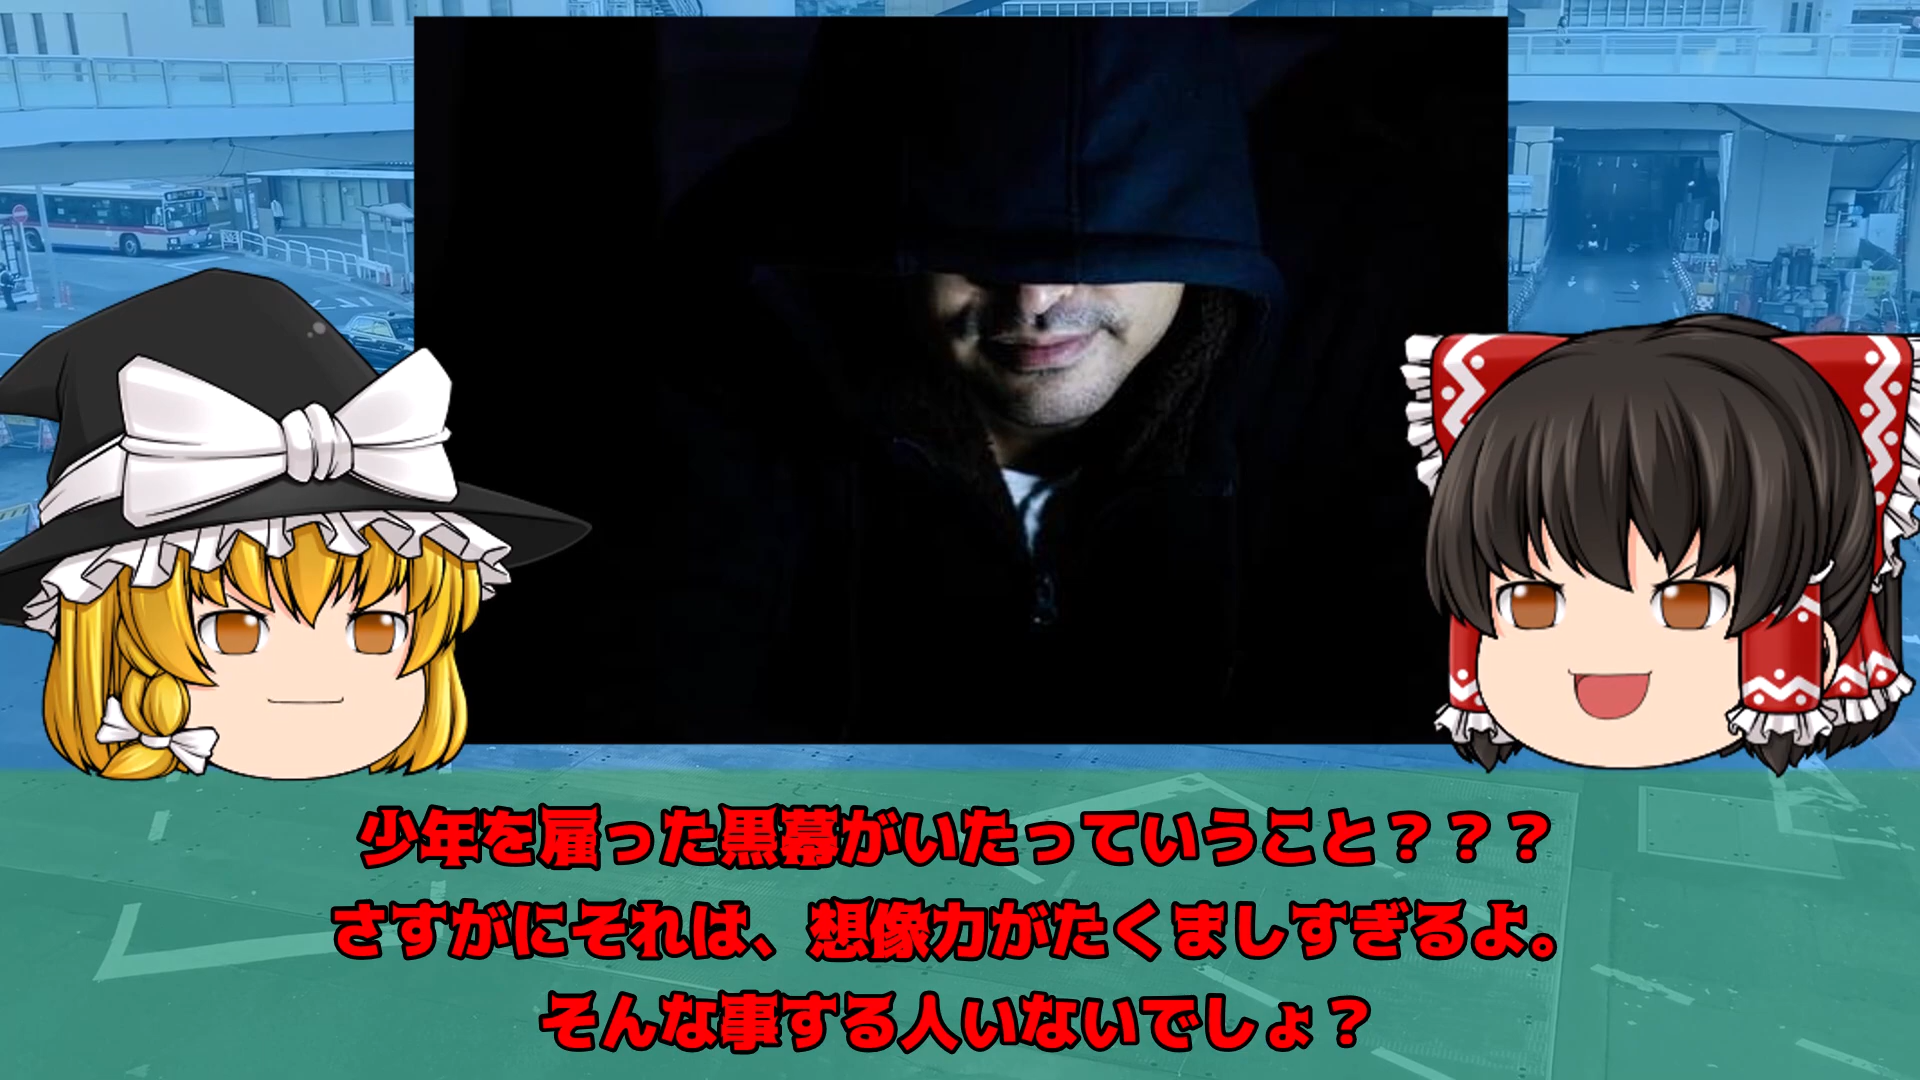 少年を雇った黒幕がいたっていうこと？？？
さすがにそれは、想像力がたくましすぎるよ。
そんな事する人いないでしょ？